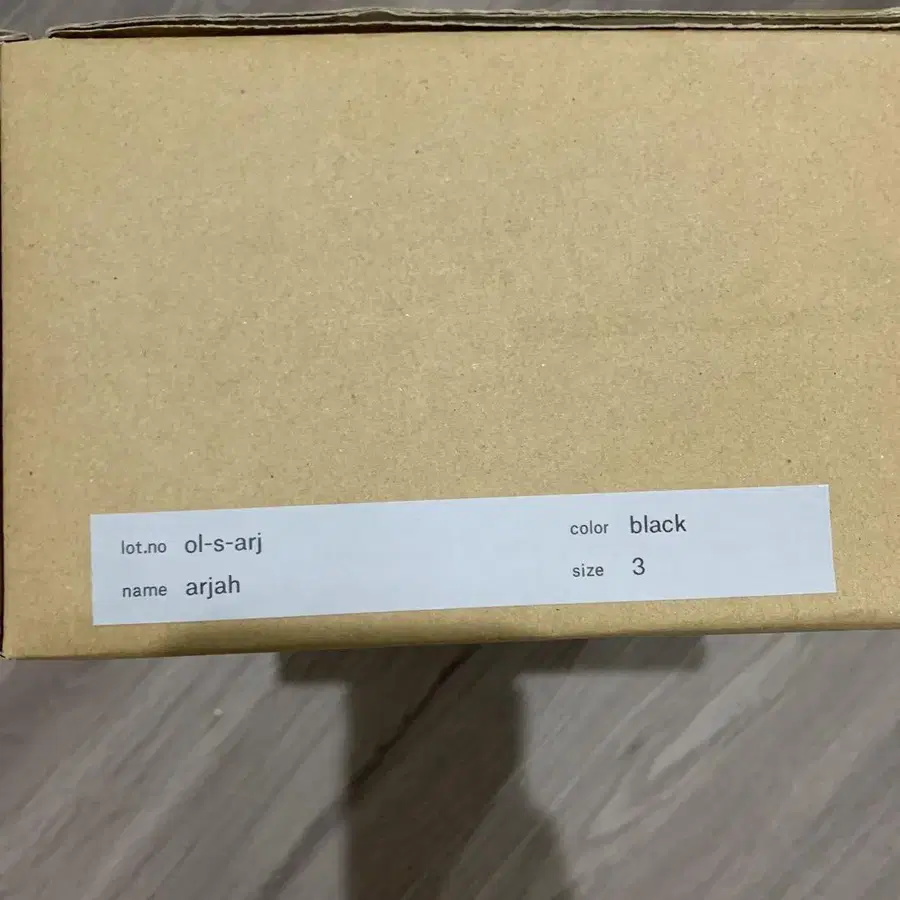 lot.no ol-s-arj color black
name arjah size 3